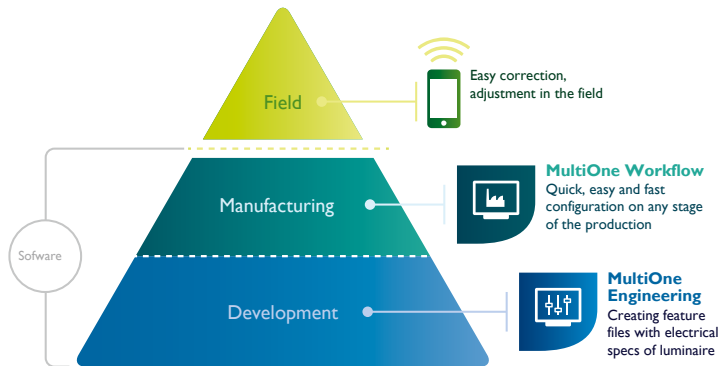 Field
Easy correction,
adjustment in the field
Manufacturing
MultiOne Workflow
Quick, easy and fast
configuration on any stage
of the production
Sofware
Development
MultiOne
Engineering
Creating feature
files with electrical
specs of luminaire